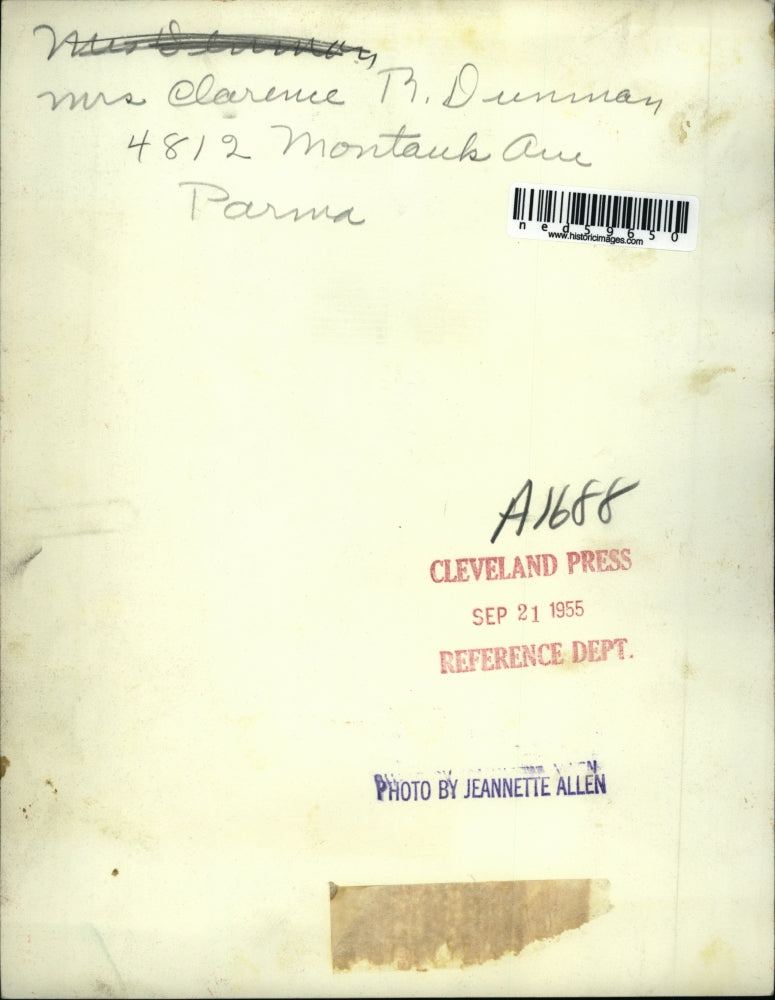 Mrs Clarence R. Dunman
4812 Montauk Ave
Parma
ned59650
www.historicimages.com
A1688
CLEVELAND PRESS
SEP 21 1955
REFERENCE DEPT.
PHOTO BY JEANNETTE ALLEN